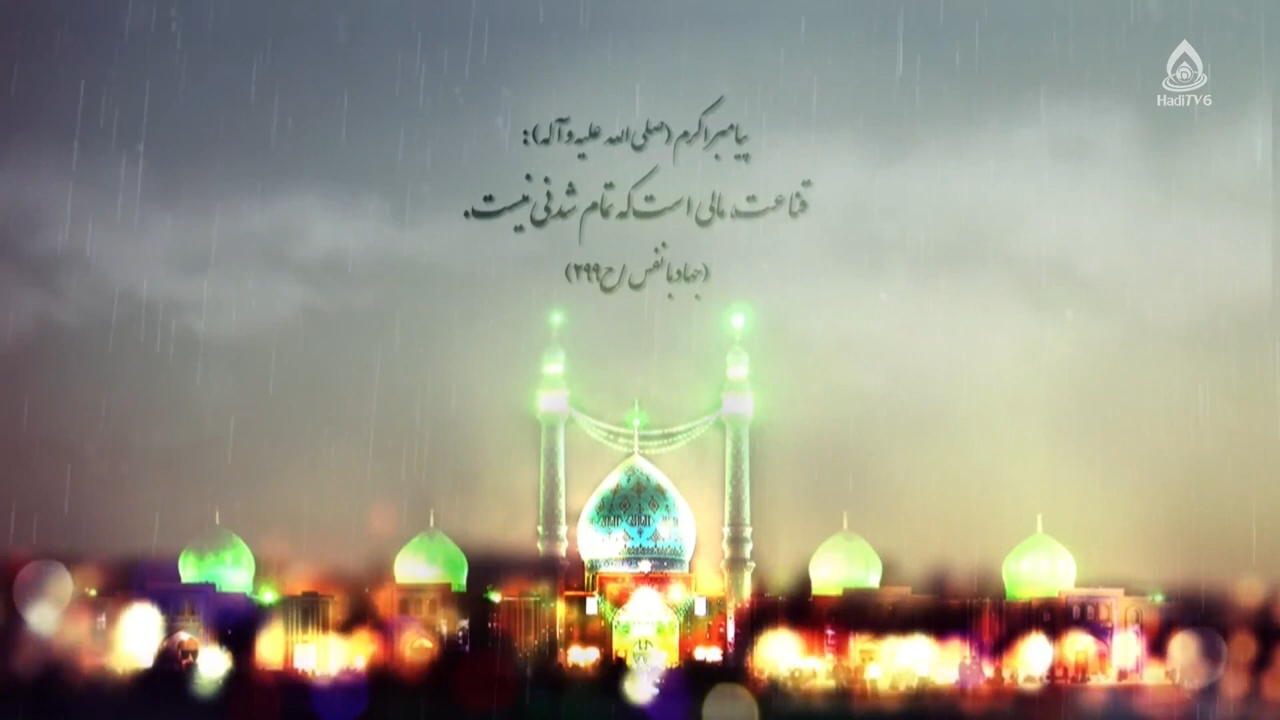 HadiTV6
پیامبر اکرم (صلی الله علیه و آله):
قناعت، مالی است که تمام شدنی نیست.
(جهاد با نفس / ح۲۹۹)